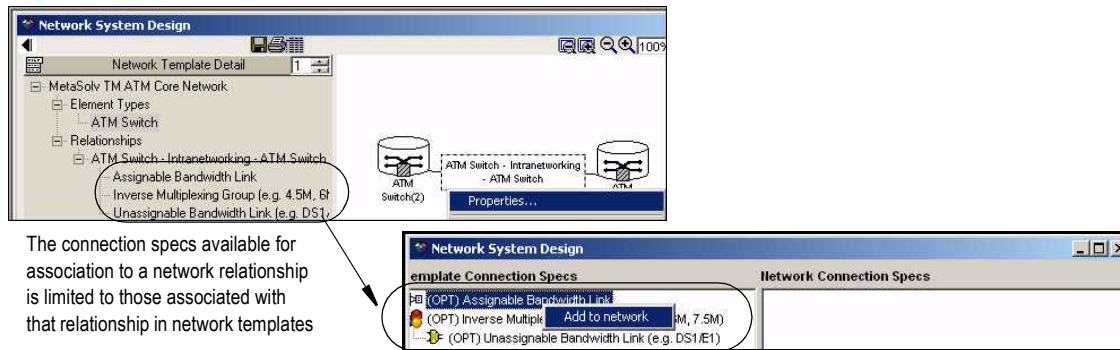 Network System Design
100%
Network Template Detail
1
MetaSolv TM ATM Core Network
Element Types
ATM Switch
Relationships
ATM Switch - Intranetworking - ATM Switch
Assignable Bandwidth Link
Inverse Multiplexing Group (e.g. 4.5M, 6
Unassignable Bandwidth Link (e.g. DS1/
ATM
Switch(2)
ATM Switch - Intranetworking
- ATM Switch
ATM
Properties...
The connection specs available for
association to a network relationship
is limited to those associated with
that relationship in network templates
Network System Design
emplate Connection Specs
Network Connection Specs
(OPT) Assignable Bandwidth Link
(OPT) Inverse Multiple
Add to network
M, 7.5M)
(OPT) Unassignable Bandwidth Link (e.g. DS1/E1)